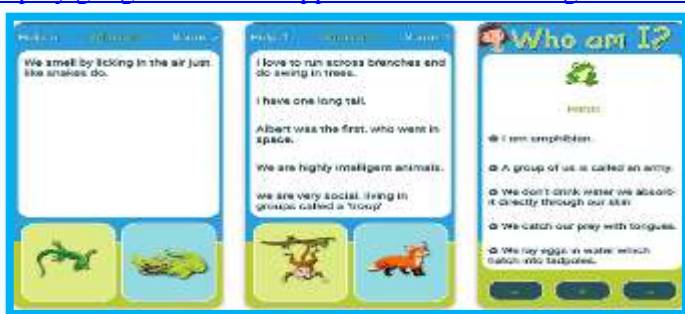 We smell by licking in the air just
like snakes do.
I love to run across brenches end
do swing in trees.
I have one long tail.
Albert was the first, who went in
space.
We are highly intelligent animals.
we are very social, living in
groups called a 'troop'
Who am I?
I am amphibian.
A group of us is called an army.
We don't drink water we absorb
it directly through our skin
We catch our prey with tongues.
We lay eggs in water which
hatch into tadpoles.